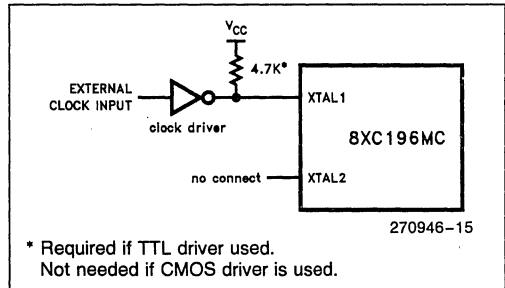 VCC
4.7K*
EXTERNAL
CLOCK INPUT
clock driver
XTAL1
8XC196MC
no connect
XTAL2
270946-15
* Required if TTL driver used.
Not needed if CMOS driver is used.